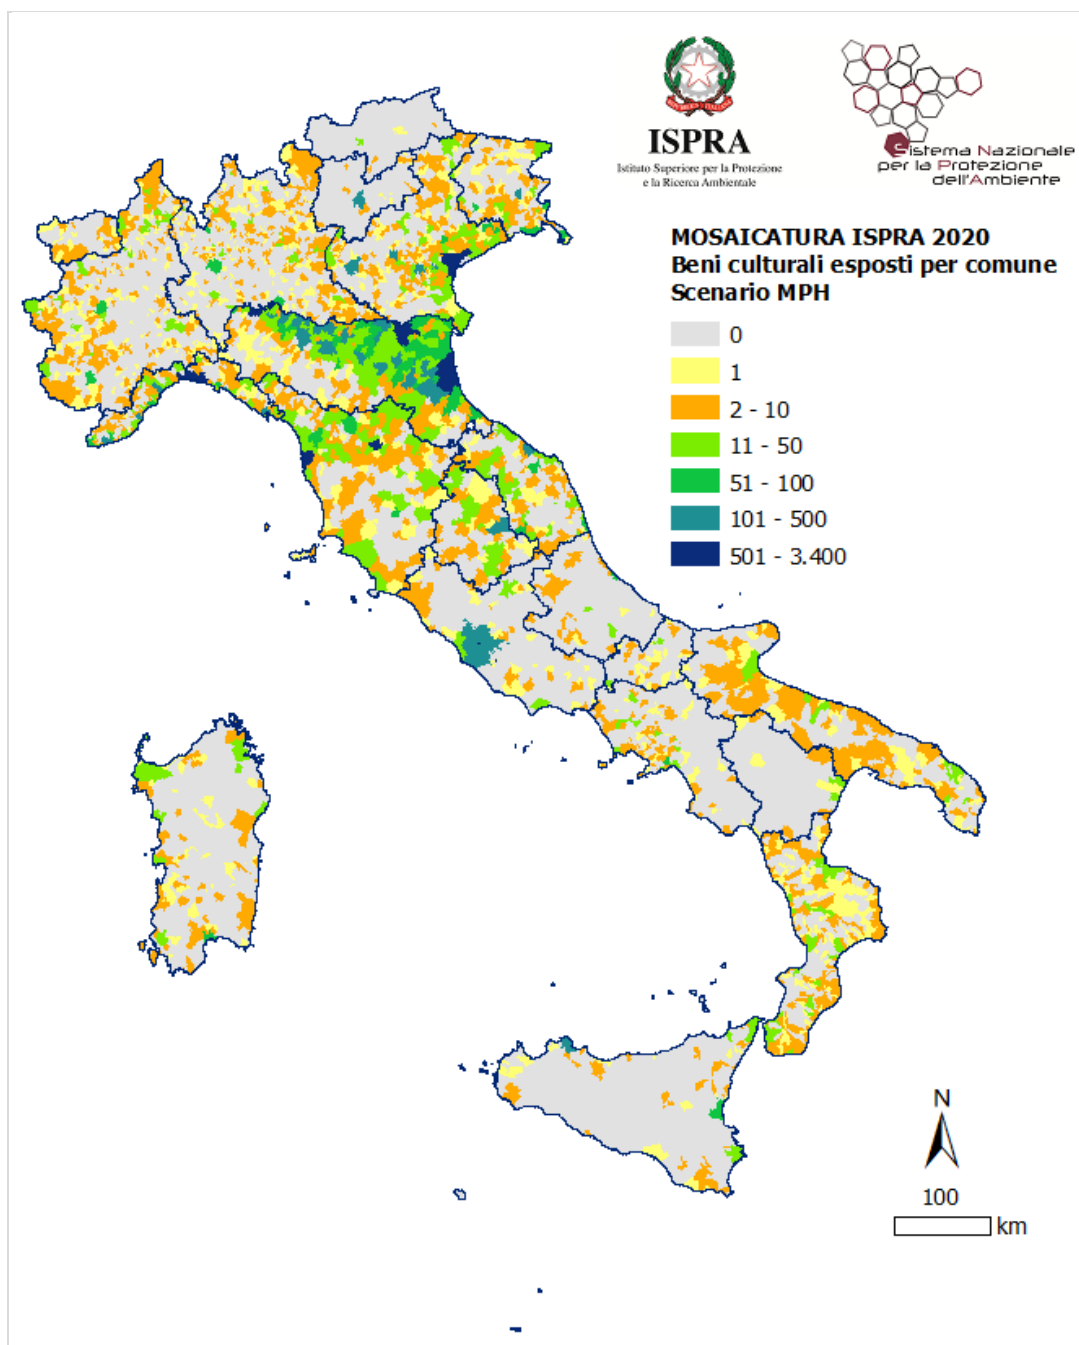 ISPRA
Istituto Superiore per la Protezione
e la Ricerca Ambientale
Sistema Nazionale
per la Protezione
dell'Ambiente
MOSAICATURA ISPRA 2020
Beni culturali esposti per comune
Scenario MPH
0
1
2 - 10
11 - 50
51 - 100
101 - 500
501 - 3.400
N
100
km